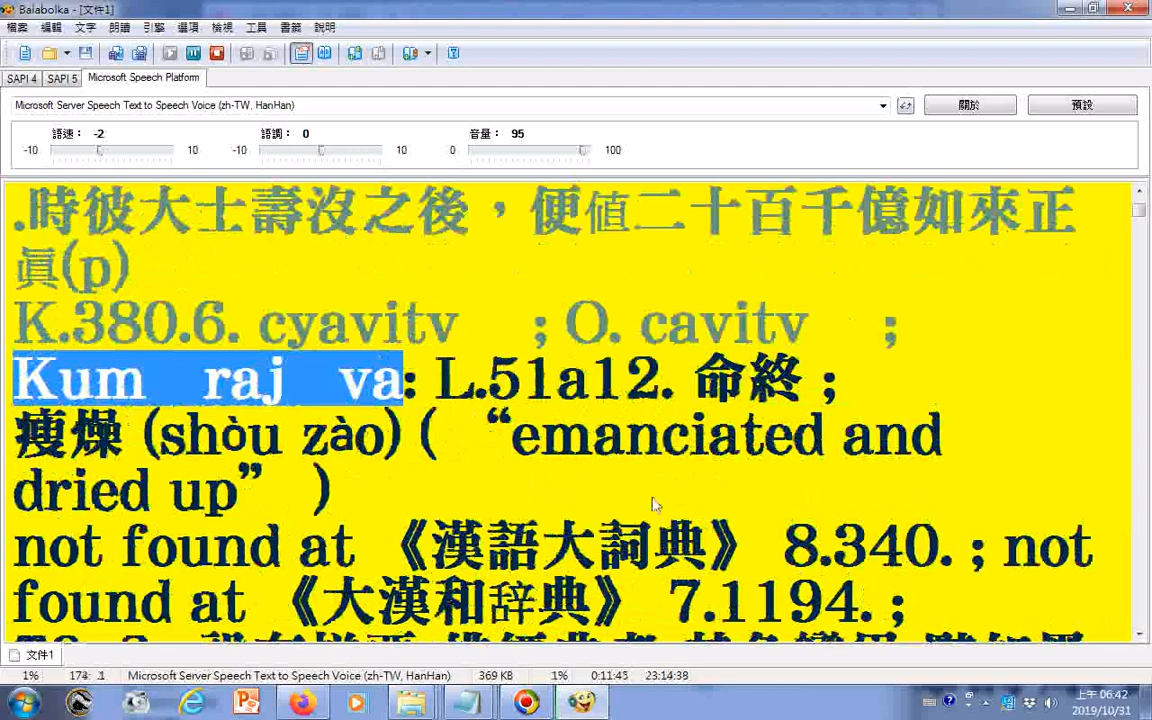 Balabolka - [文件1]
檔案 編輯 文字 朗讀 引擎 選項 檢視 工具 書籤 說明
SAPI 4 SAPI 5 Microsoft Speech Platform
Microsoft Server Speech Text to Speech Voice (zh-TW, HanHan) 關於 預設
語速： -2 語調： 0 音量： 95
-10 10 -10 10 0 100
.時彼大士壽沒之後，便値二十百千億如來正
眞(p)
K.380.6. cyavitv ; O. cavitv ;
Kum raj va: L.51a12. 命終 ;
瘦燥 (shòu zào) ( “emanciated and
dried up” )
not found at 《漢語大詞典》 8.340. ; not
found at 《大漢和辞典》 7.1194. ;
文件1
1% 174: 1 Microsoft Server Speech Text to Speech Voice (zh-TW, HanHan) 369 KB 1% 0:11:45 23:14:38
上午 06:42
2019/10/31